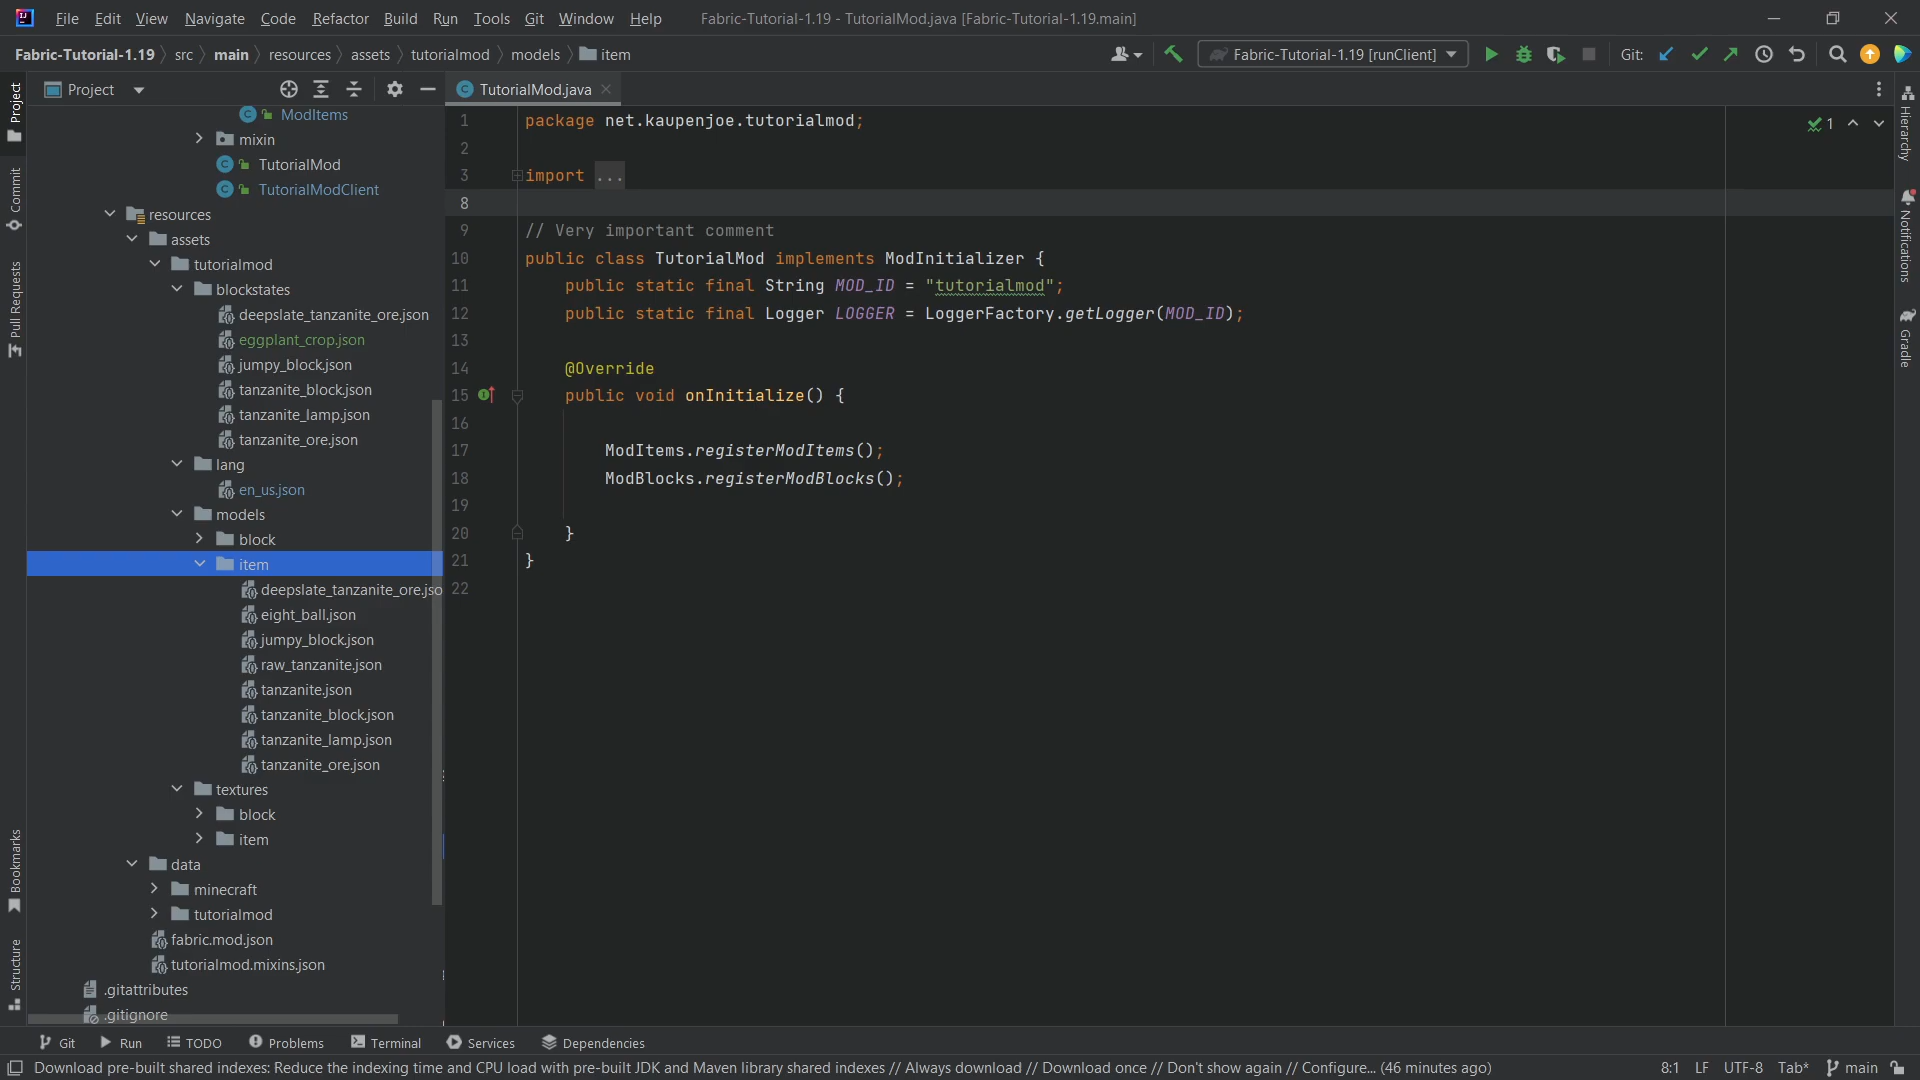 File Edit View Navigate Code Refactor Build Run Tools Git Window Help Fabric-Tutorial-1.19 - TutorialMod.java [Fabric-Tutorial-1.19.main]
Fabric-Tutorial-1.19 src main resources assets tutorialmod models item Fabric-Tutorial-1.19 [runClient] Git:
Project
TutorialMod.java
ModItems
mixin
TutorialMod
TutorialModClient
resources
assets
tutorialmod
blockstates
deepslate_tanzanite_ore.json
eggplant_crop.json
jumpy_block.json
tanzanite_block.json
tanzanite_lamp.json
tanzanite_ore.json
lang
en_us.json
models
block
item
deepslate_tanzanite_ore.jso
eight_ball.json
jumpy_block.json
raw_tanzanite.json
tanzanite.json
tanzanite_block.json
tanzanite_lamp.json
tanzanite_ore.json
textures
block
item
data
minecraft
tutorialmod
fabric.mod.json
tutorialmod.mixins.json
.gitattributes
.gitignore
1 package net.kaupenjoe.tutorialmod;
2
3 import ...
8
9 // Very important comment
10 public class TutorialMod implements ModInitializer {
11 public static final String MOD_ID = "tutorialmod";
12 public static final Logger LOGGER = LoggerFactory.getLogger(MOD_ID);
13
14 @Override
15 public void onInitialize() {
16
17 ModItems.registerModItems();
18 ModBlocks.registerModBlocks();
19
20 }
21 }
22
1
Project
Commit
Pull Requests
Bookmarks
Structure
Hierarchy
Notifications
Gradle
Git Run TODO Problems Terminal Services Dependencies
Download pre-built shared indexes: Reduce the indexing time and CPU load with pre-built JDK and Maven library shared indexes // Always download // Download once // Don't show again // Configure... (46 minutes ago) 8:1 LF UTF-8 Tab* main